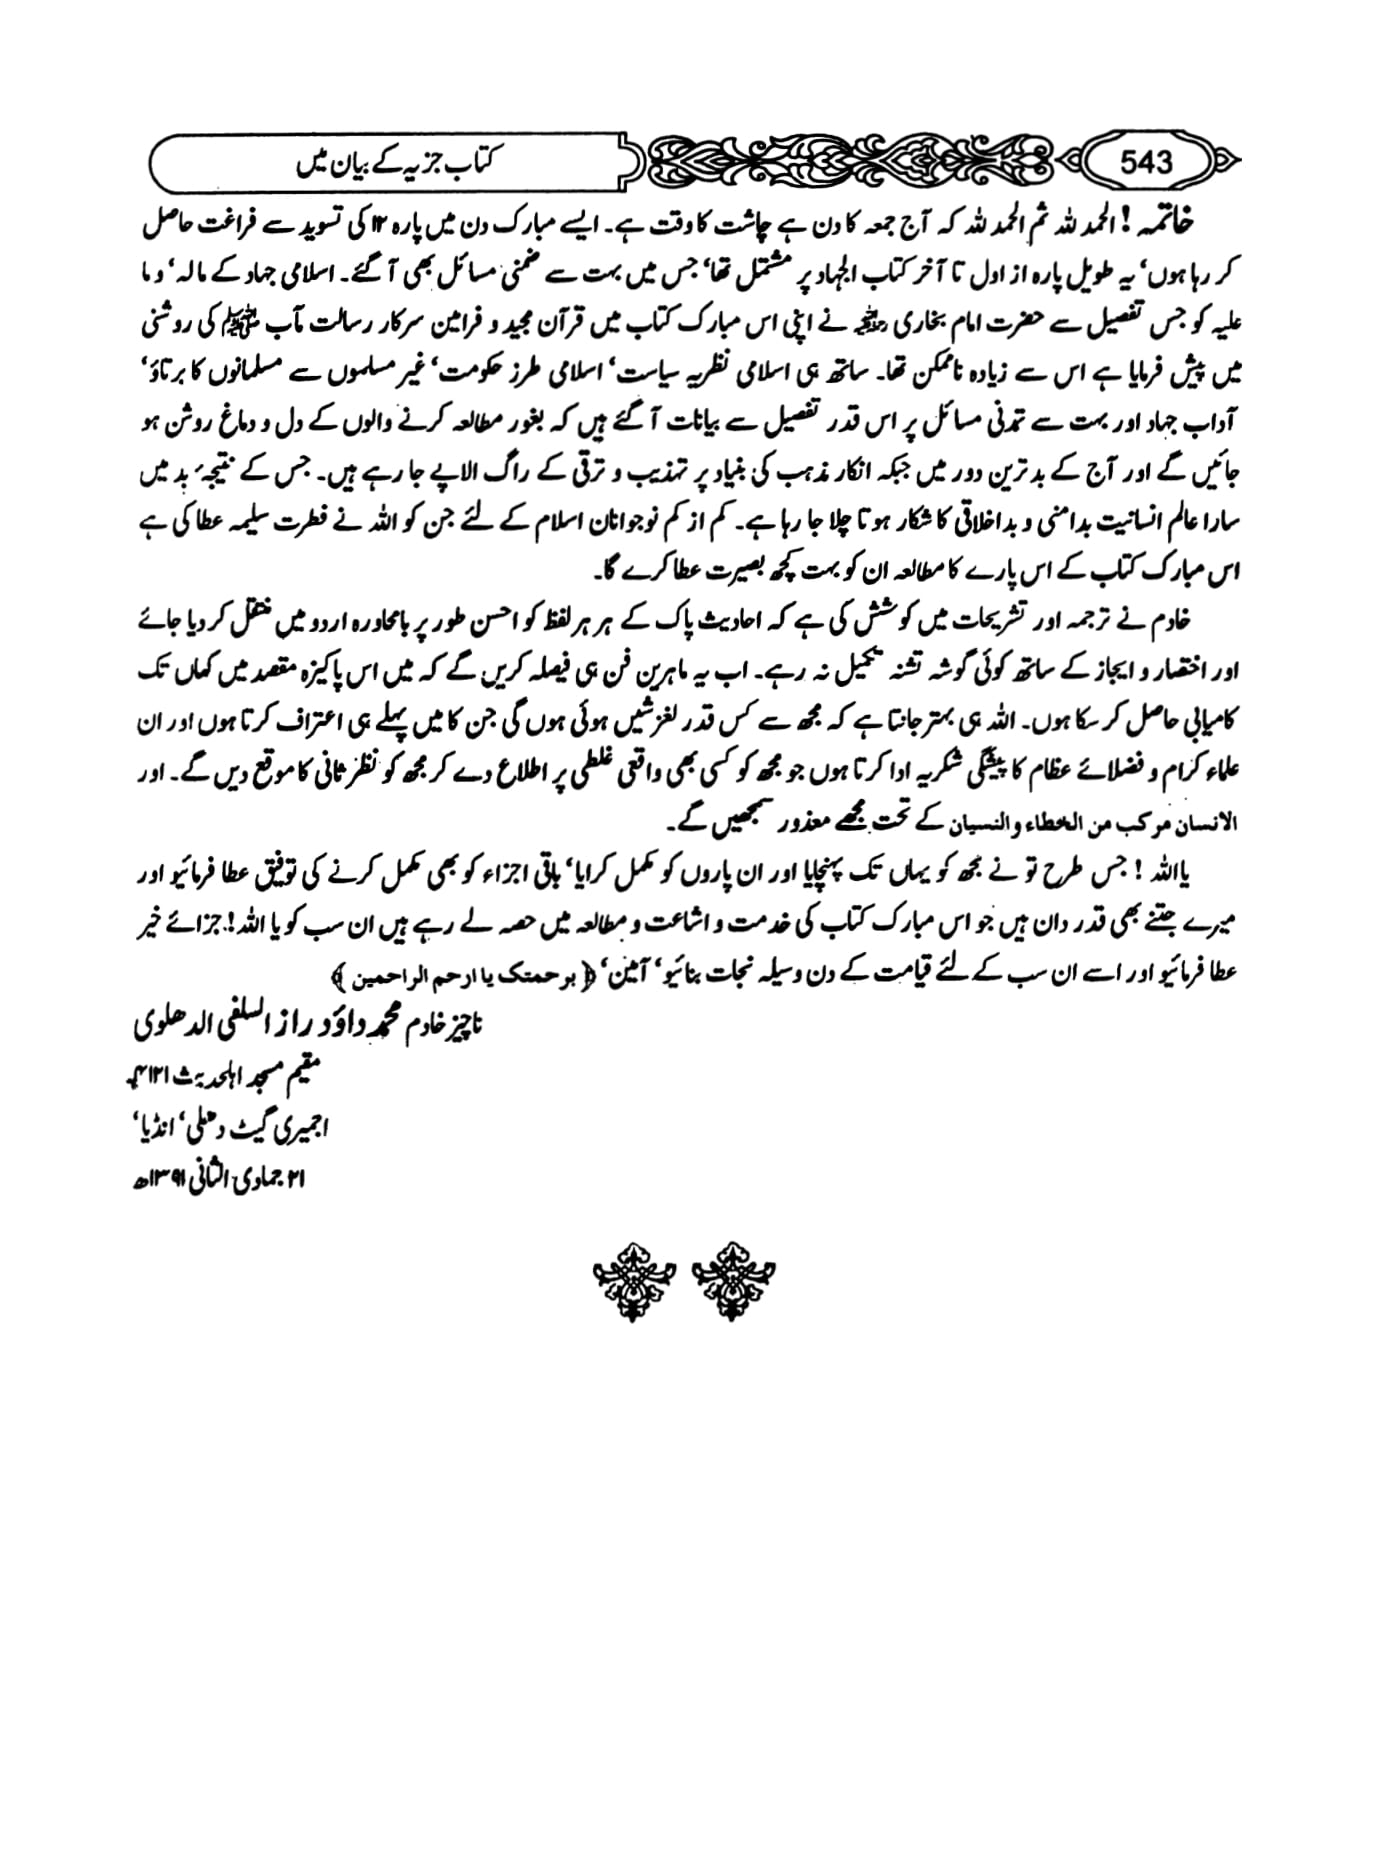 543
کتاب جزیہ کے بیان میں
خاتمہ! الحمد للہ ثم الحمد للہ کہ آج جمعہ کا دن ہے چاشت کا وقت ہے۔ ایسے مبارک دن میں پارہ ۱۲ کی تسوید سے فراغت حاصل
کر رہا ہوں‘ یہ طویل پارہ از اول تا آخر کتاب الجہاد پر مشتمل تھا‘ جس میں بہت سے ضمنی مسائل بھی آ گئے۔ اسلامی جہاد کے مالہ‘ و ما
علیہ کو جس تفصیل سے حضرت امام بخاری رحمہ اللہ نے اپنی اس مبارک کتاب میں قرآن مجید و فرامین سرکار رسالت مآب ﷺ کی روشنی
میں پیش فرمایا ہے اس سے زیادہ ناممکن تھا۔ ساتھ ہی اسلامی نظریہ سیاست‘ اسلامی طرز حکومت‘ غیر مسلموں سے مسلمانوں کا برتاؤ‘
آداب جہاد اور بہت سے تمدنی مسائل پر اس قدر تفصیل سے بیانات آ گئے ہیں کہ بغور مطالعہ کرنے والوں کے دل و دماغ روشن ہو
جائیں گے اور آج کے بدترین دور میں جبکہ انکار مذہب کی بنیاد پر تہذیب و ترقی کے راگ الاپے جا رہے ہیں۔ جس کے نتیجہٴ بد میں
سارا عالم انسانیت بدامنی و بداخلاقی کا شکار ہوتا چلا جا رہا ہے۔ کم از کم نوجوانان اسلام کے لئے جن کو اللہ نے فطرت سلیمہ عطا کی ہے
اس مبارک کتاب کے اس پارے کا مطالعہ ان کو بہت کچھ بصیرت عطا کرے گا۔
خادم نے ترجمہ اور تشریحات میں کوشش کی ہے کہ احادیث پاک کے ہر ہر لفظ کو احسن طور پر بامحاورہ اردو میں منتقل کر دیا جائے
اور اختصار و ایجاز کے ساتھ کوئی گوشہ تشنہ تکمیل نہ رہے۔ اب یہ ماہرین فن ہی فیصلہ کریں گے کہ میں اس پاکیزہ مقصد میں کہاں تک
کامیابی حاصل کر سکا ہوں۔ اللہ ہی بہتر جانتا ہے کہ مجھ سے کس قدر لغزشیں ہوئی ہوں گی جن کا میں پہلے ہی اعتراف کرتا ہوں اور ان
علماء کرام و فضلائے عظام کا پیشگی شکریہ ادا کرتا ہوں جو مجھ کو کسی بھی واقعی غلطی پر اطلاع دے کر مجھ کو نظر ثانی کا موقع دیں گے۔ اور
الانسان مرکب من الخطاء والنسیان کے تحت مجھے معذور سمجھیں گے۔
یااللہ! جس طرح تو نے مجھ کو یہاں تک پہنچایا اور ان پاروں کو مکمل کرایا‘ باقی اجزاء کو بھی مکمل کرنے کی توفیق عطا فرمائیو اور
میرے جتنے بھی قدر دان ہیں جو اس مبارک کتاب کی خدمت و اشاعت و مطالعہ میں حصہ لے رہے ہیں ان سب کو یا اللہ! جزائے خیر
عطا فرمائیو اور اسے ان سب کے لئے قیامت کے دن وسیلہ نجات بنائیو‘ آمین‘ ﴿برحمتک یا ارحم الراحمین﴾
ناچیز خادم محمد داؤد راز السلفی الدھلوی
مقیم مسجد اہلحدیث ۴۱۲۱
اجمیری گیٹ دھلی‘ انڈیا‘
۲۱ جمادی الثانی ۱۳۹۱ھ